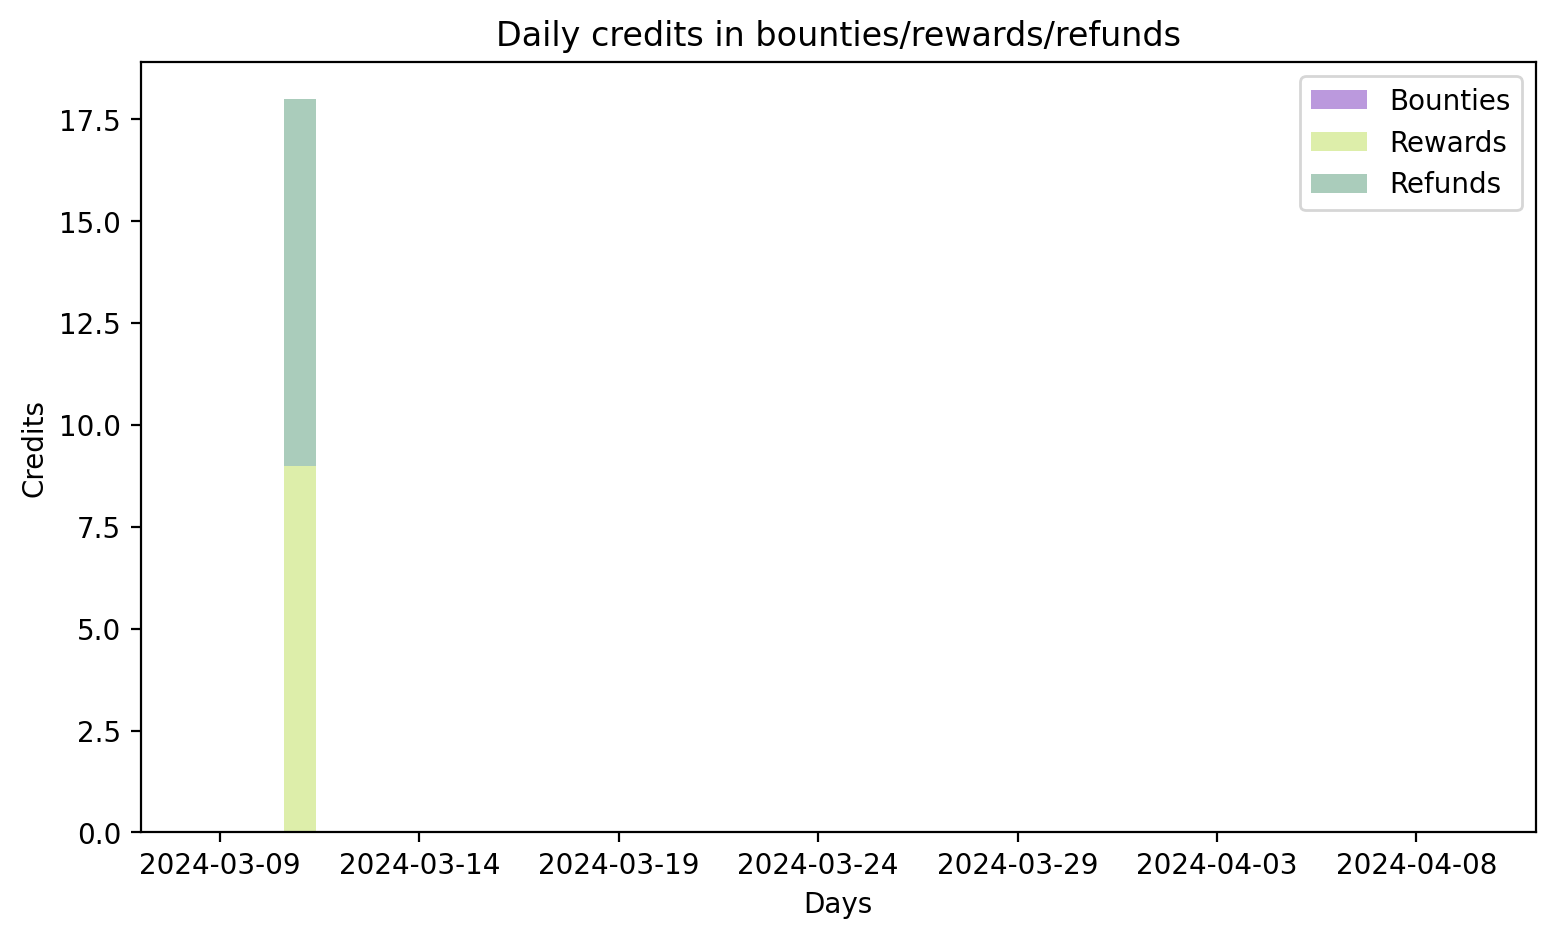 Daily credits in bounties/rewards/refunds
Bounties
Rewards
Refunds
17.5
15.0
12.5
10.0
7.5
5.0
2.5
0.0
Credits
2024-03-09 2024-03-14 2024-03-19 2024-03-24 2024-03-29 2024-04-03 2024-04-08
Days